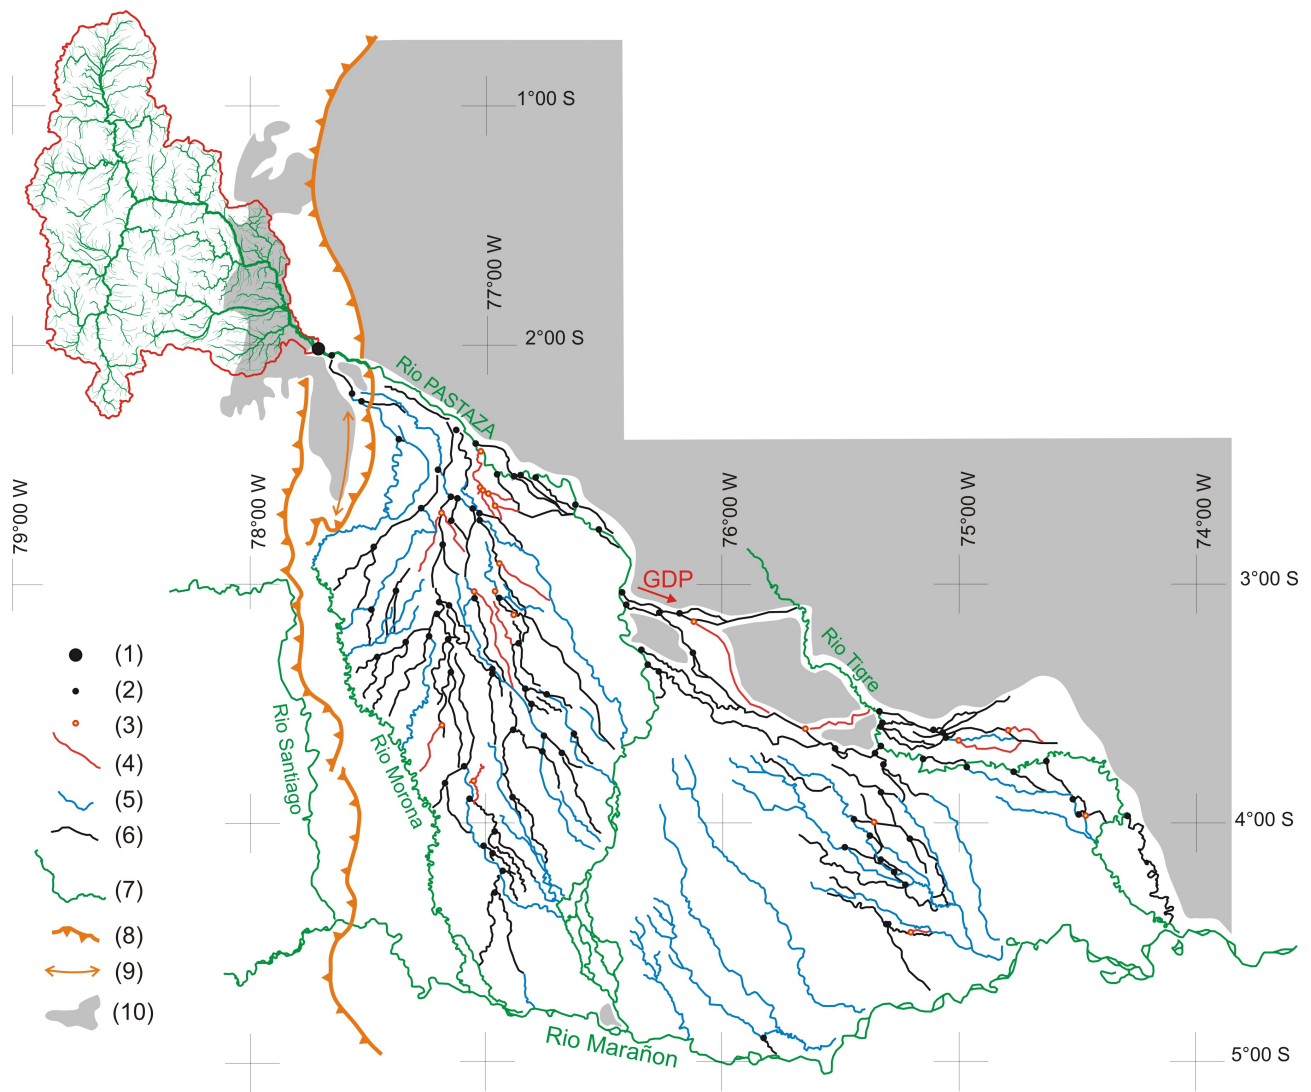 1°00 S
77°00 W
2°00 S
Rio PASTAZA
79°00 W
78°00 W
76°00 W
75°00 W
74°00 W
3°00 S
GDP
Rio Tigre
(1)
(2)
(3)
(4)
(5)
(6)
(7)
(8)
(9)
(10)
Rio Santiago
Rio Morona
4°00 S
Rio Marañon
5°00 S